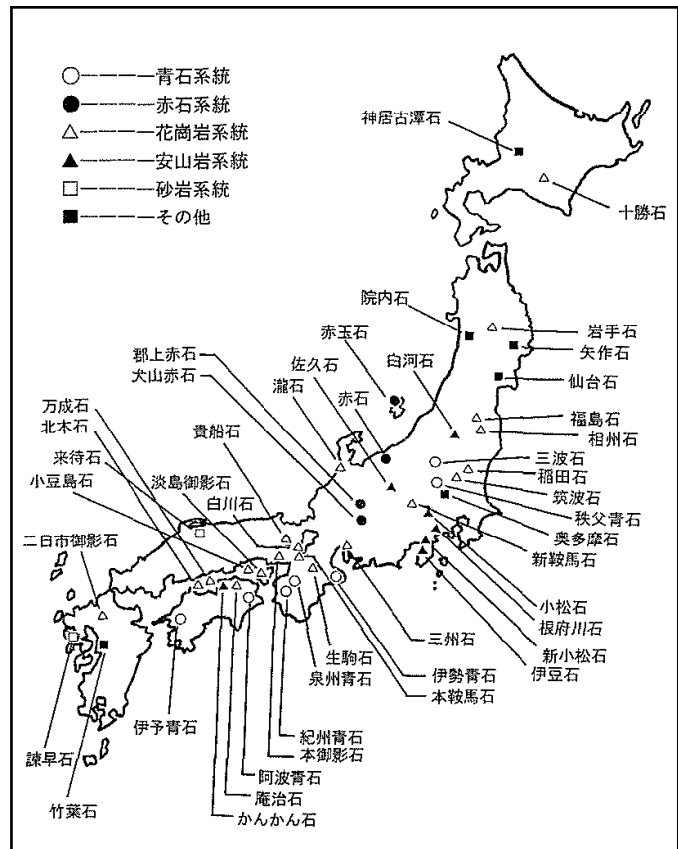 青石系統
赤石系統
花崗岩系統
安山岩系統
砂岩系統
その他
神居古潭石
十勝石
院内石
岩手石
矢作石
仙台石
赤玉石
郡上赤石
犬山赤石
佐久石
白河石
瀧石
赤石
福島石
相州石
万成石
北木石
貴船石
三波石
来待石
稲田石
小豆島石
淡島御影石
筑波石
白川石
秩父青石
二日市御影石
奥多摩石
新鞍馬石
小松石
根府川石
三州石
新小松石
生駒石
伊豆石
泉州青石
伊勢青石
本鞍馬石
伊予青石
紀州青石
諫早石
本御影石
阿波青石
竹葉石
庵治石
かんかん石